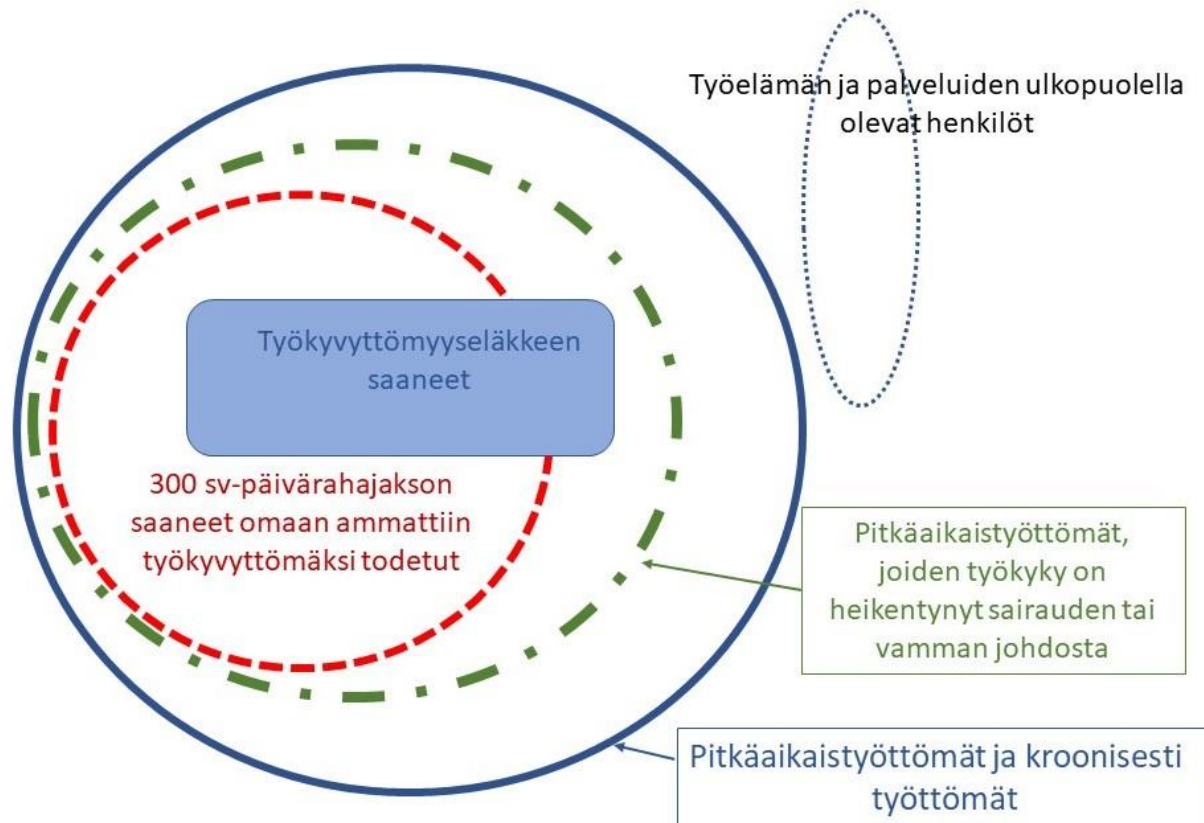 Työelämän ja palveluiden ulkopuolella
olevat henkilöt
Työkyvyttömyyseläkkeen
saaneet
300 sv-päivärahajakson
saaneet omaan ammattiin
työkyvyttömäksi todetut
Pitkäaikaistyöttömät,
joiden työkyky on
heikentynyt sairauden tai
vamman johdosta
Pitkäaikaistyöttömät ja kroonisesti
työttömät